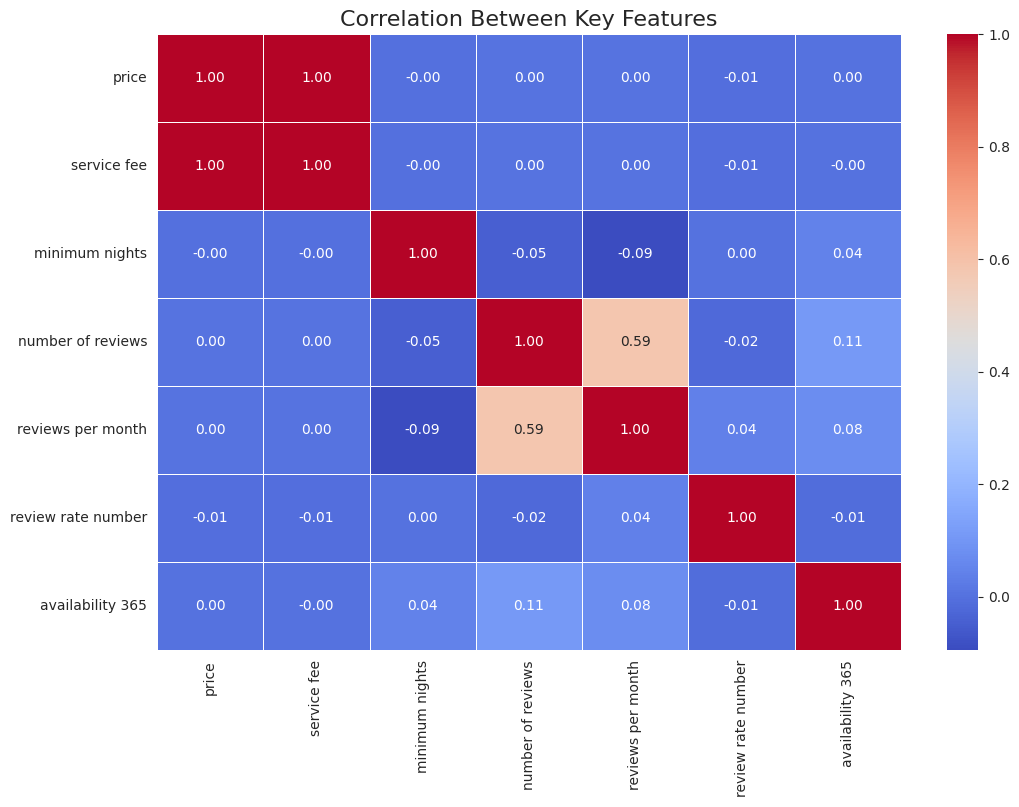 Correlation Between Key Features
price 1.00 1.00 -0.00 0.00 0.00 -0.01 0.00
service fee 1.00 1.00 -0.00 0.00 0.00 -0.01 -0.00
minimum nights -0.00 -0.00 1.00 -0.05 -0.09 0.00 0.04
number of reviews 0.00 0.00 -0.05 1.00 0.59 -0.02 0.11
reviews per month 0.00 0.00 -0.09 0.59 1.00 0.04 0.08
review rate number -0.01 -0.01 0.00 -0.02 0.04 1.00 -0.01
availability 365 0.00 -0.00 0.04 0.11 0.08 -0.01 1.00
price
service fee
minimum nights
number of reviews
reviews per month
review rate number
availability 365
1.0
0.8
0.6
0.4
0.2
0.0